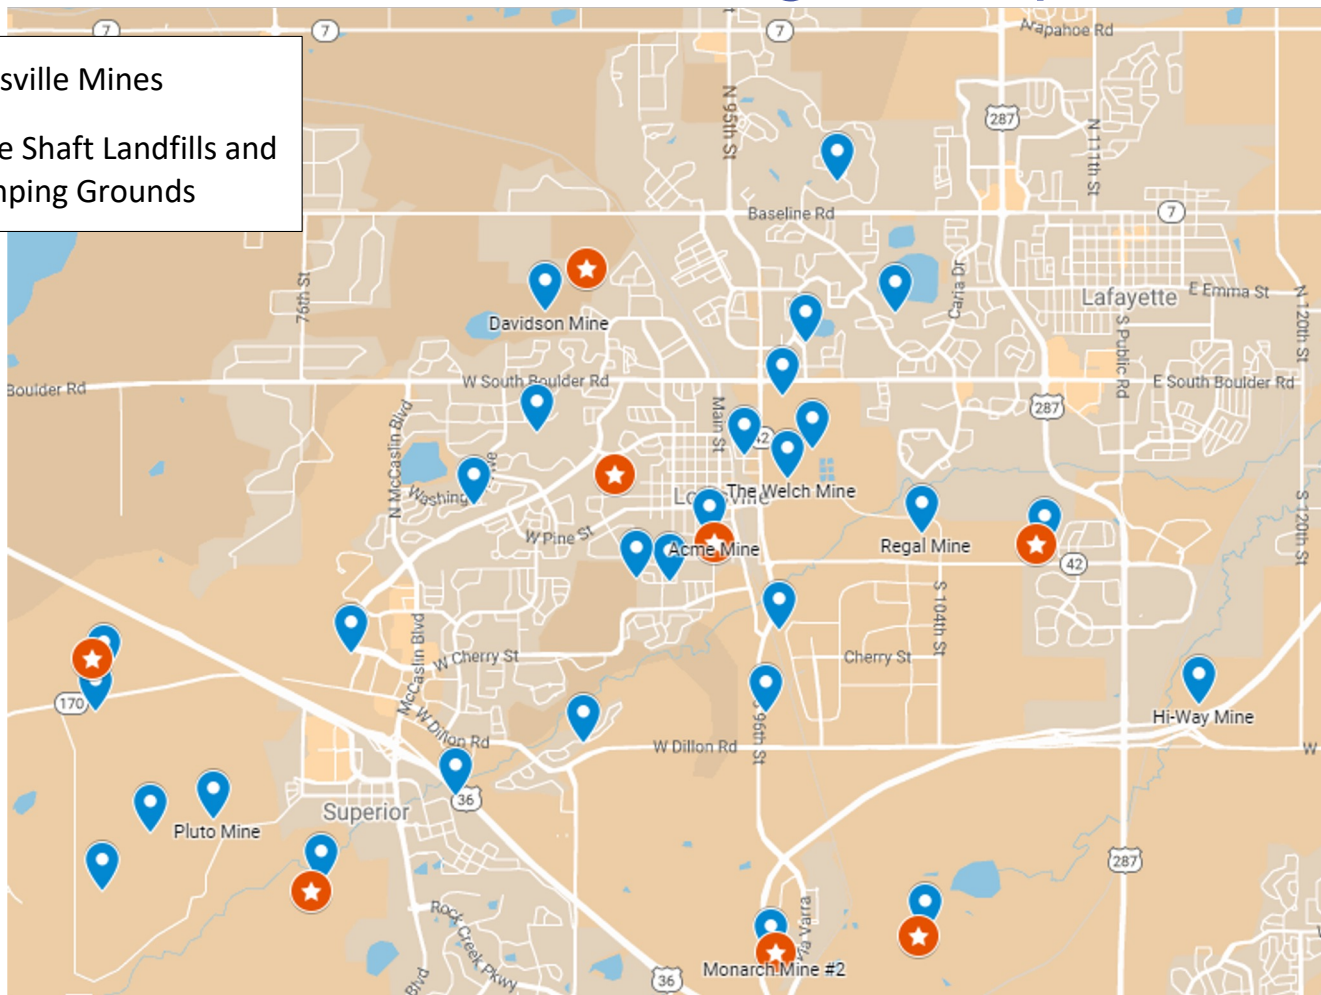 7
7
7
Arapahoe Rd
sville Mines
e Shaft Landfills and
ping Grounds
N 95th St
287
N 111th St
Baseline Rd
7
76th St
Caria Dr
Lafayette
E Emma St
N 120th St
Davidson Mine
S Public Rd
Boulder Rd
W South Boulder Rd
E South Boulder Rd
287
N McCaslin Blvd
Main St
42
Washing
The Welch Mine
W Pine St
Acme Mine
Regal Mine
42
S 120th St
S 104th St
McCaslin Blvd
W Cherry St
Cherry St
170
Hi-Way Mine
W Dillon Rd
S 96th St
W Dillon Rd
W
36
Superior
Pluto Mine
287
Rock Creek Pkwy
Via Varra
Monarch Mine #2
36
Blvd